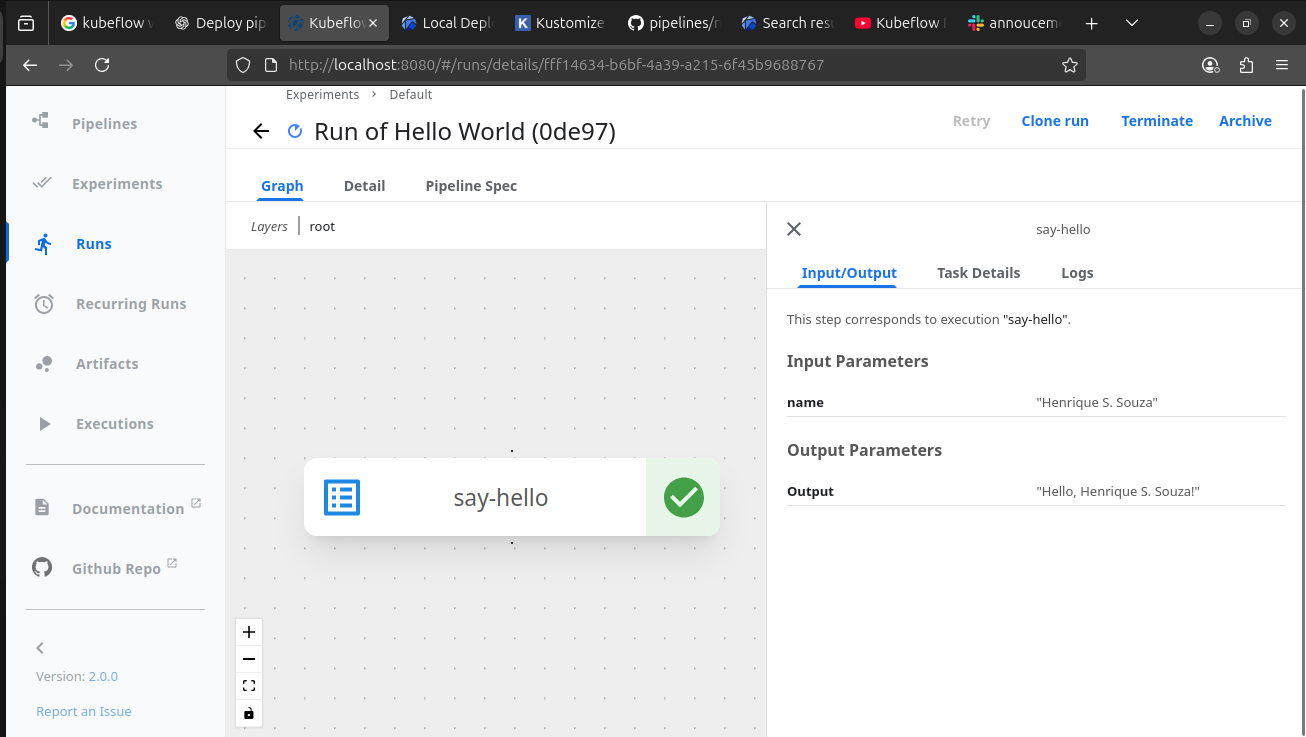 kubeflow v
Deploy pip
Kubeflo
Local Depl
Kustomize
pipelines/
Search resu
Kubeflow
annoucem
http://localhost:8080/#/runs/details/fff14634-b6bf-4a39-a215-6f45b9688767
Pipelines
Experiments
Runs
Recurring Runs
Artifacts
Executions
Documentation
Github Repo
Version: 2.0.0
Report an Issue
Experiments > Default
Run of Hello World (0de97)
Retry
Clone run
Terminate
Archive
Graph
Detail
Pipeline Spec
Layers
root
say-hello
say-hello
Input/Output
Task Details
Logs
This step corresponds to execution "say-hello".
Input Parameters
name "Henrique S. Souza"
Output Parameters
Output "Hello, Henrique S. Souza!"